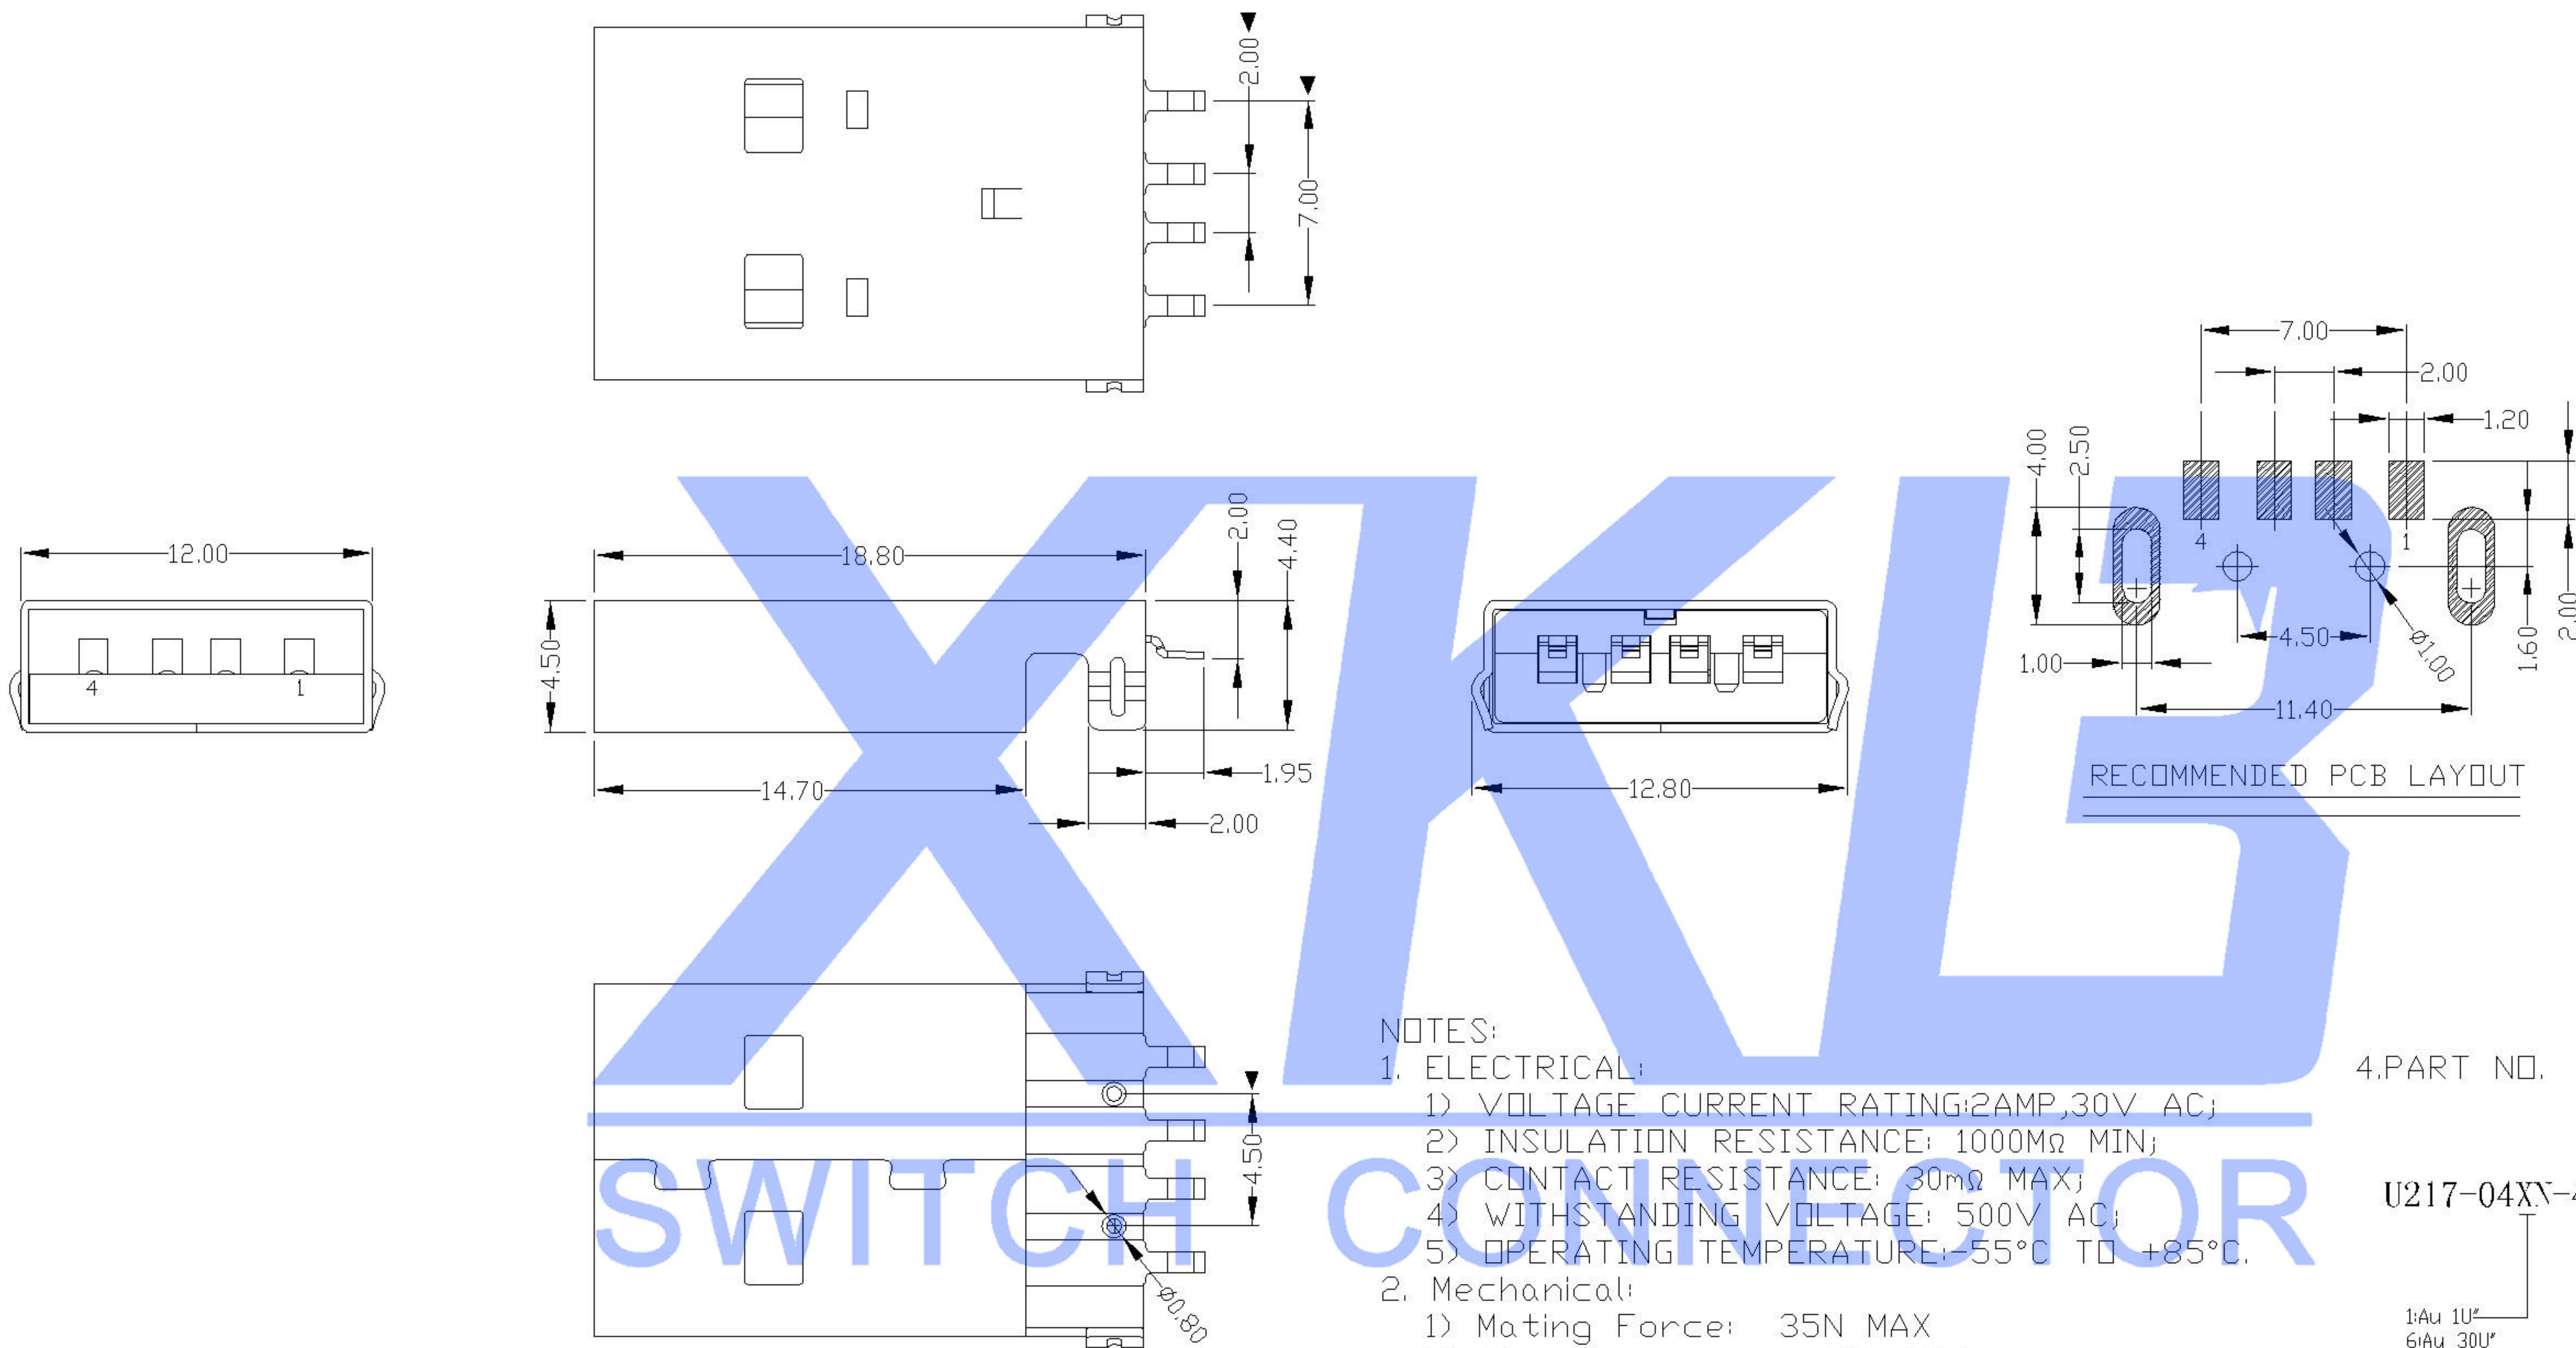 2.00
7.00
12.00
4
1
18.80
4.50
2.00
4.40
14.70
1.95
2.00
12.80
7.00
2.00
1.20
4.00
2.50
4
1
2.00
1.60
4.50
ø1.00
1.00
11.40
RECOMMENDED PCB LAYOUT
4.50
ø0.80
XKB
SWITCH CONNECTOR
NOTES:
1. ELECTRICAL:
1) VOLTAGE CURRENT RATING:2AMP,30V AC;
2) INSULATION RESISTANCE: 1000MΩ MIN;
3) CONTACT RESISTANCE: 30mΩ MAX;
4) WITHSTANDING VOLTAGE: 500V AC;
5) OPERATING TEMPERATURE:-55°C TO +85°C.
2. Mechanical:
1) Mating Force: 35N MAX
4.PART NO.
U217-04XN-4
1:Au 1U"
6:Au 30U"